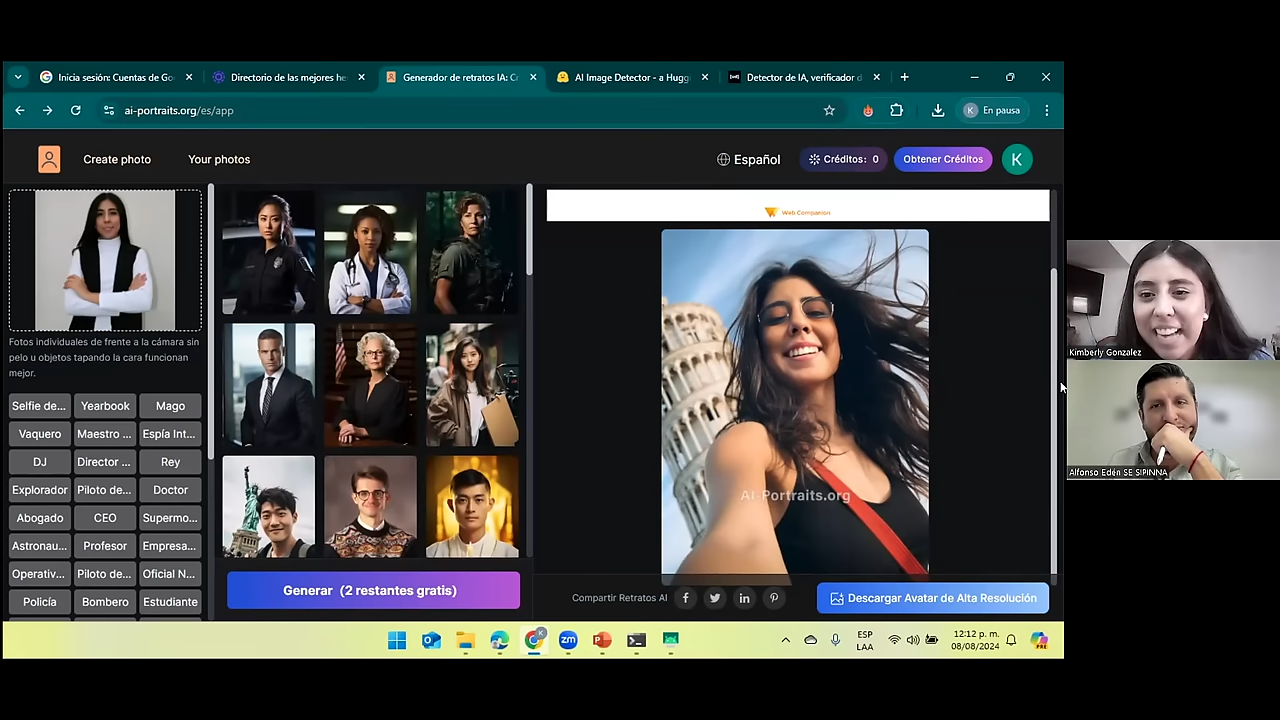 Inicia sesión: Cuentas de Go
Directorio de las mejores he
Generador de retratos IA: C
AI Image Detector - a Hugg
Detector de IA, verificador d
ai-portraits.org/es/app
K
En pausa
Create photo
Your photos
Español
Créditos: 0
Obtener Créditos
K
Web Companion
Fotos individuales de frente a la cámara sin
pelo u objetos tapando la cara funcionan
mejor.
Selfie de... Yearbook Mago
Vaquero Maestro ... Espía Int...
DJ Director ... Rey
Explorador Piloto de... Doctor
Abogado CEO Supermo...
Astronau... Profesor Empresa...
Operativ... Piloto de... Oficial N...
Policía Bombero Estudiante
Generar (2 restantes gratis)
AI-Portraits.org
Compartir Retratos AI
Descargar Avatar de Alta Resolución
Kimberly Gonzalez
Alfonso Edén SE SIPINNA
zm
ESP
LAA
12:12 p. m.
08/08/2024
PRE